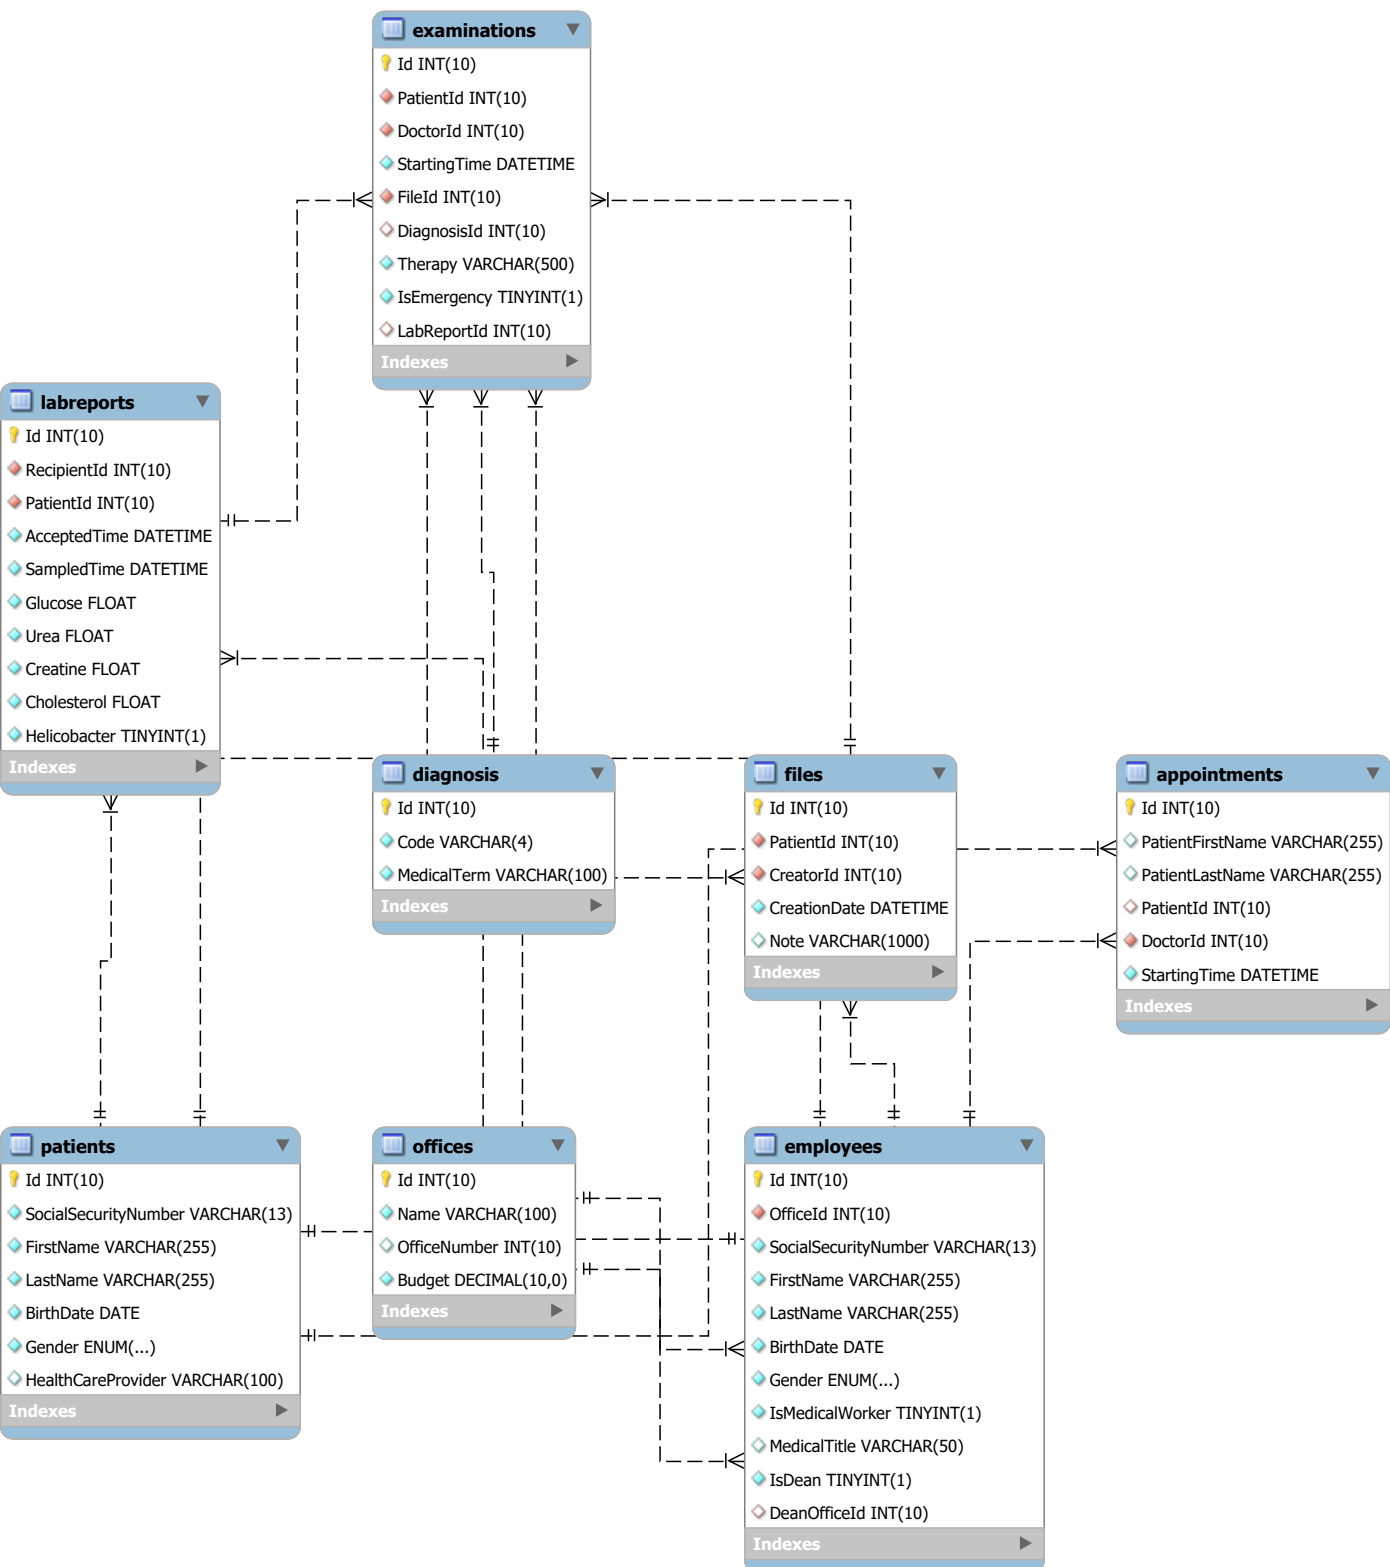 examinations
Id INT(10)
PatientId INT(10)
DoctorId INT(10)
StartingTime DATETIME
FileId INT(10)
DiagnosisId INT(10)
Therapy VARCHAR(500)
IsEmergency TINYINT(1)
LabReportId INT(10)
Indexes
labreports
Id INT(10)
RecipientId INT(10)
PatientId INT(10)
AcceptedTime DATETIME
SampledTime DATETIME
Glucose FLOAT
Urea FLOAT
Creatine FLOAT
Cholesterol FLOAT
Helicobacter TINYINT(1)
Indexes
diagnosis
Id INT(10)
Code VARCHAR(4)
MedicalTerm VARCHAR(100)
Indexes
files
Id INT(10)
PatientId INT(10)
CreatorId INT(10)
CreationDate DATETIME
Note VARCHAR(1000)
Indexes
appointments
Id INT(10)
PatientFirstName VARCHAR(255)
PatientLastName VARCHAR(255)
PatientId INT(10)
DoctorId INT(10)
StartingTime DATETIME
Indexes
patients
Id INT(10)
SocialSecurityNumber VARCHAR(13)
FirstName VARCHAR(255)
LastName VARCHAR(255)
BirthDate DATE
Gender ENUM(...)
HealthCareProvider VARCHAR(100)
Indexes
offices
Id INT(10)
Name VARCHAR(100)
OfficeNumber INT(10)
Budget DECIMAL(10,0)
Indexes
employees
Id INT(10)
OfficeId INT(10)
SocialSecurityNumber VARCHAR(13)
FirstName VARCHAR(255)
LastName VARCHAR(255)
BirthDate DATE
Gender ENUM(...)
IsMedicalWorker TINYINT(1)
MedicalTitle VARCHAR(50)
IsDean TINYINT(1)
DeanOfficeId INT(10)
Indexes